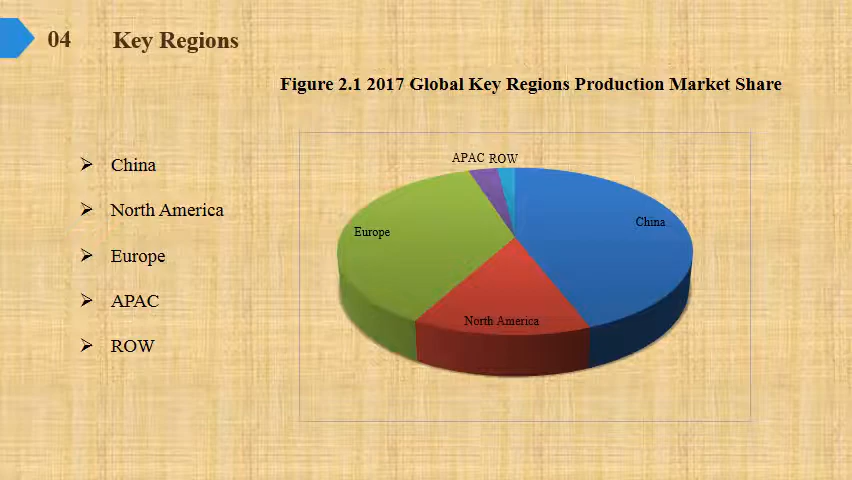 04 Key Regions
Figure 2.1 2017 Global Key Regions Production Market Share
China
North America
Europe
APAC
ROW
APAC ROW
China
Europe
North America